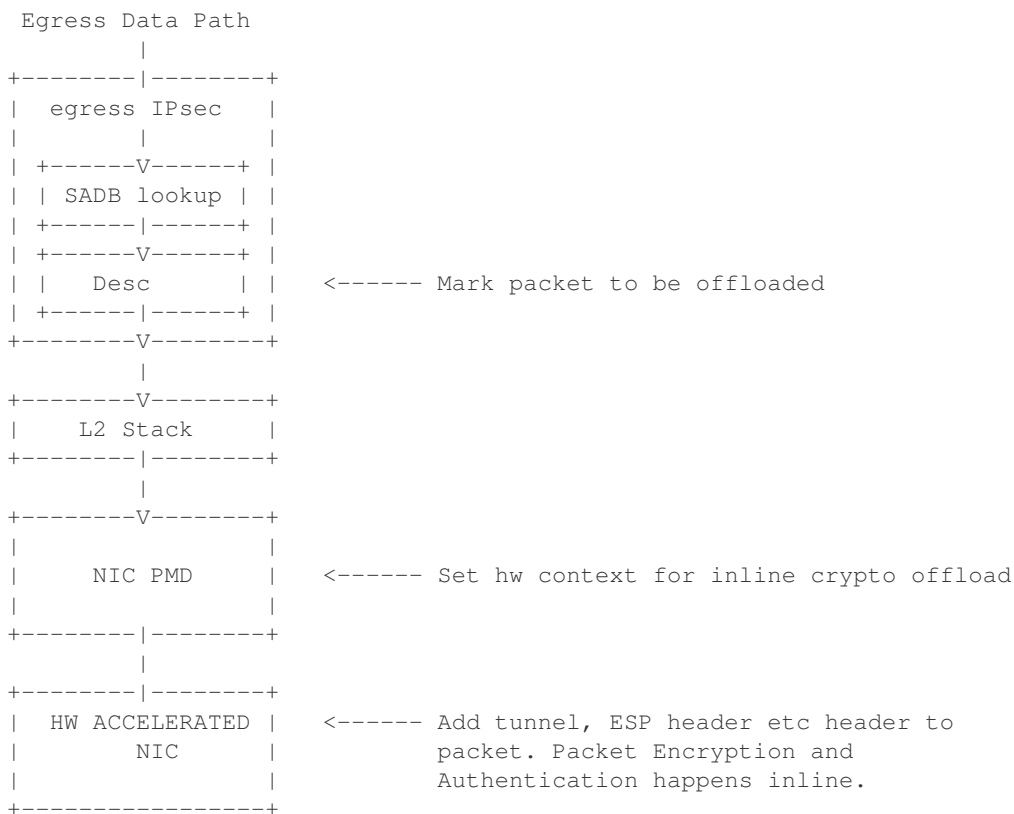 Egress Data Path
        |
+--------|--------+
|  egress IPsec   |
|        |        |
| +------V------+ |
| | SADB lookup | |
| +------|------+ |
| +------V------+ |
| |   Desc      | |   <------ Mark packet to be offloaded
| +------|------+ |
+--------V--------+
         |
+--------V--------+
|    L2 Stack     |
+--------|--------+
         |
+--------V--------+
|                 |
|     NIC PMD     |   <------ Set hw context for inline crypto offload
|                 |
+--------|--------+
         |
+--------|--------+
|  HW ACCELERATED |   <------ Add tunnel, ESP header etc header to
|       NIC       |           packet. Packet Encryption and
|                 |           Authentication happens inline.
+-----------------+